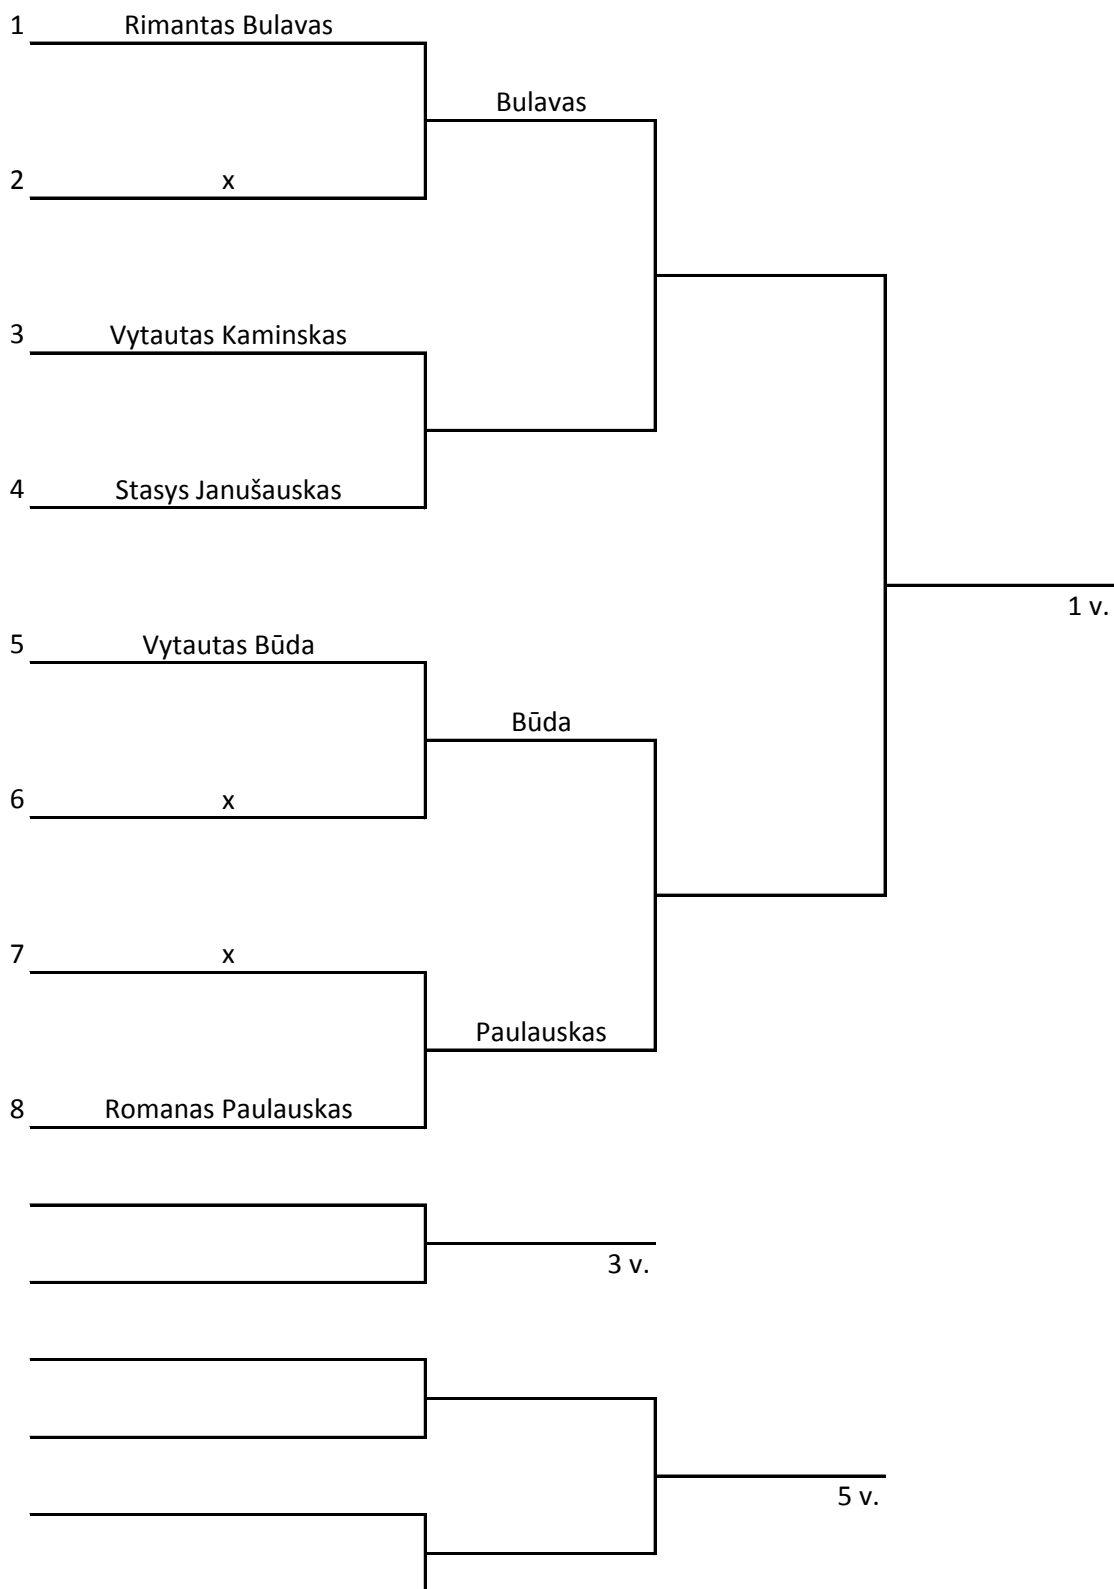 1 Rimantas Bulavas
Bulavas
2 x
3 Vytautas Kaminskas
4 Stasys Janušauskas
1 v.
5 Vytautas Būda
Būda
6 x
7 x
Paulauskas
8 Romanas Paulauskas
3 v.
5 v.